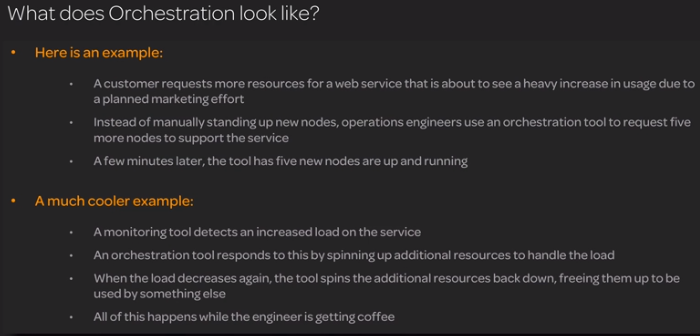 What does Orchestration look like?
• Here is an example:
• A customer requests more resources for a web service that is about to see a heavy increase in usage due to
a planned marketing effort
• Instead of manually standing up new nodes, operations engineers use an orchestration tool to request five
more nodes to support the service
• A few minutes later, the tool has five new nodes are up and running
• A much cooler example:
• A monitoring tool detects an increased load on the service
• An orchestration tool responds to this by spinning up additional resources to handle the load
• When the load decreases again, the tool spins the additional resources back down, freeing them up to be
used by something else
• All of this happens while the engineer is getting coffee